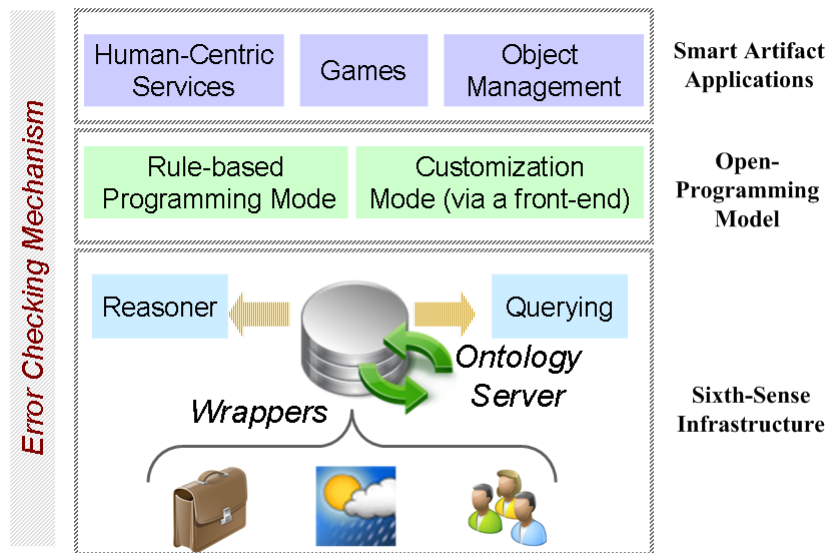 Error Checking Mechanism
Human-Centric
Services
Games
Object
Management
Smart Artifact
Applications
Rule-based
Programming Mode
Customization
Mode (via a front-end)
Open-
Programming
Model
Reasoner
Querying
Ontology
Server
Wrappers
Sixth-Sense
Infrastructure